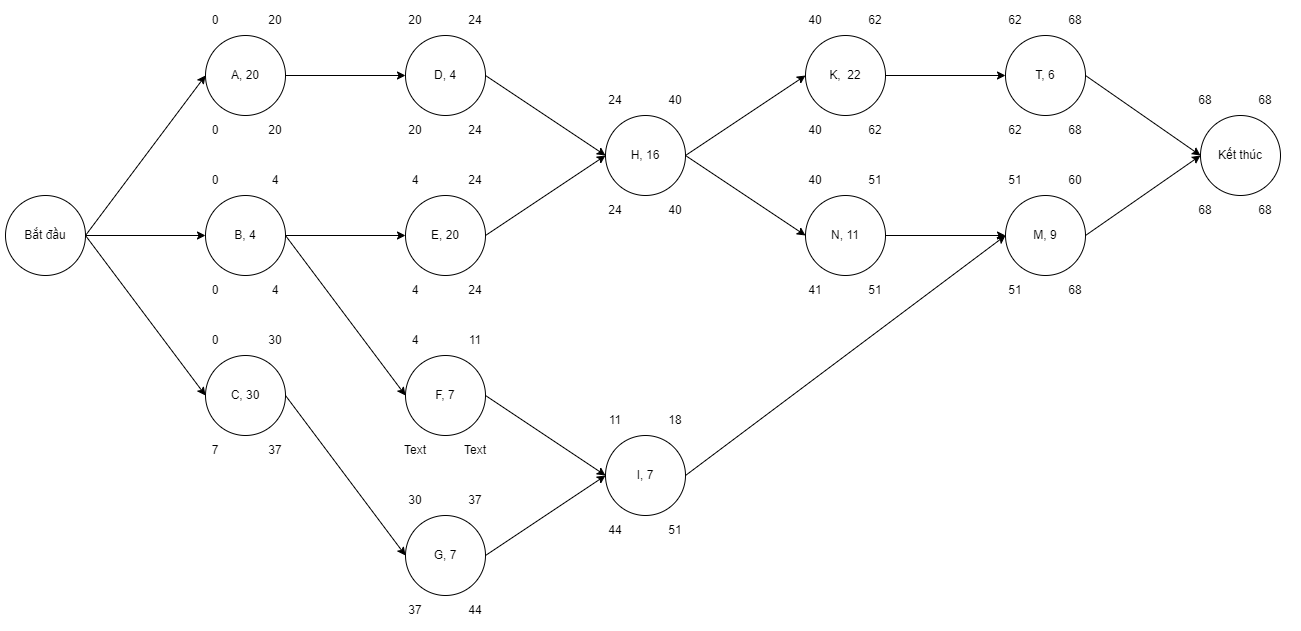 0 20
A, 20
0 20
20 24
D, 4
20 24
24 40
H, 16
24 40
40 62
K, 22
40 62
62 68
T, 6
62 68
68 68
Kết thúc
68 68
Bắt đầu
0 4
B, 4
0 4
4 24
E, 20
4 24
40 51
N, 11
41 51
51 60
M, 9
51 68
0 30
C, 30
7 37
4 11
F, 7
Text Text
11 18
I, 7
44 51
30 37
G, 7
37 44